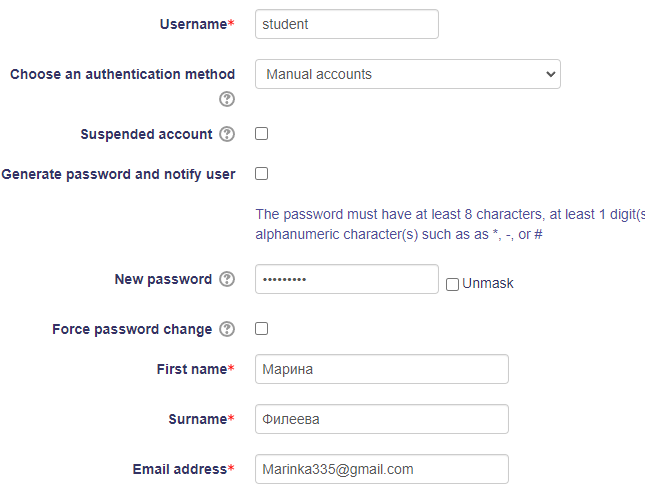 Username* student
Choose an authentication method Manual accounts
?
Suspended account ?
Generate password and notify user
The password must have at least 8 characters, at least 1 digit(s
alphanumeric character(s) such as as *, -, or #
New password ? ••••••••• Unmask
Force password change ?
First name* Марина
Surname* Филеева
Email address* Marinka335@gmail.com